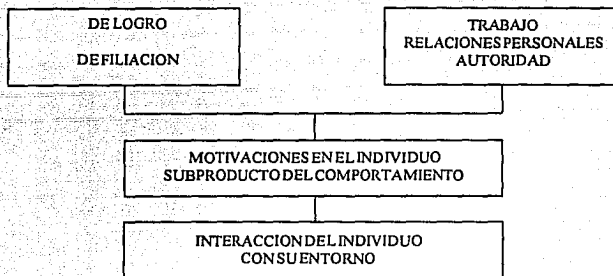 DE LOGRO
DE FILIACION
TRABAJO
RELACIONES PERSONALES
AUTORIDAD
MOTIVACIONES EN EL INDIVIDUO
SUBPRODUCTO DEL COMPORTAMIENTO
INTERACCION DEL INDIVIDUO
CON SU ENTORNO